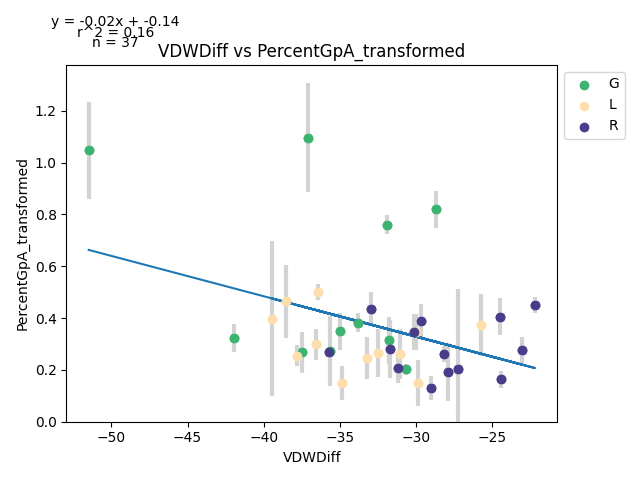 y = -0.02x + -0.14
r^2 = 0.16
n = 37
VDWDiff vs PercentGpA_transformed
G
L
R
PercentGpA_transformed
1.2
1.0
0.8
0.6
0.4
0.2
0.0
−50
−45
−40
−35
−30
−25
VDWDiff